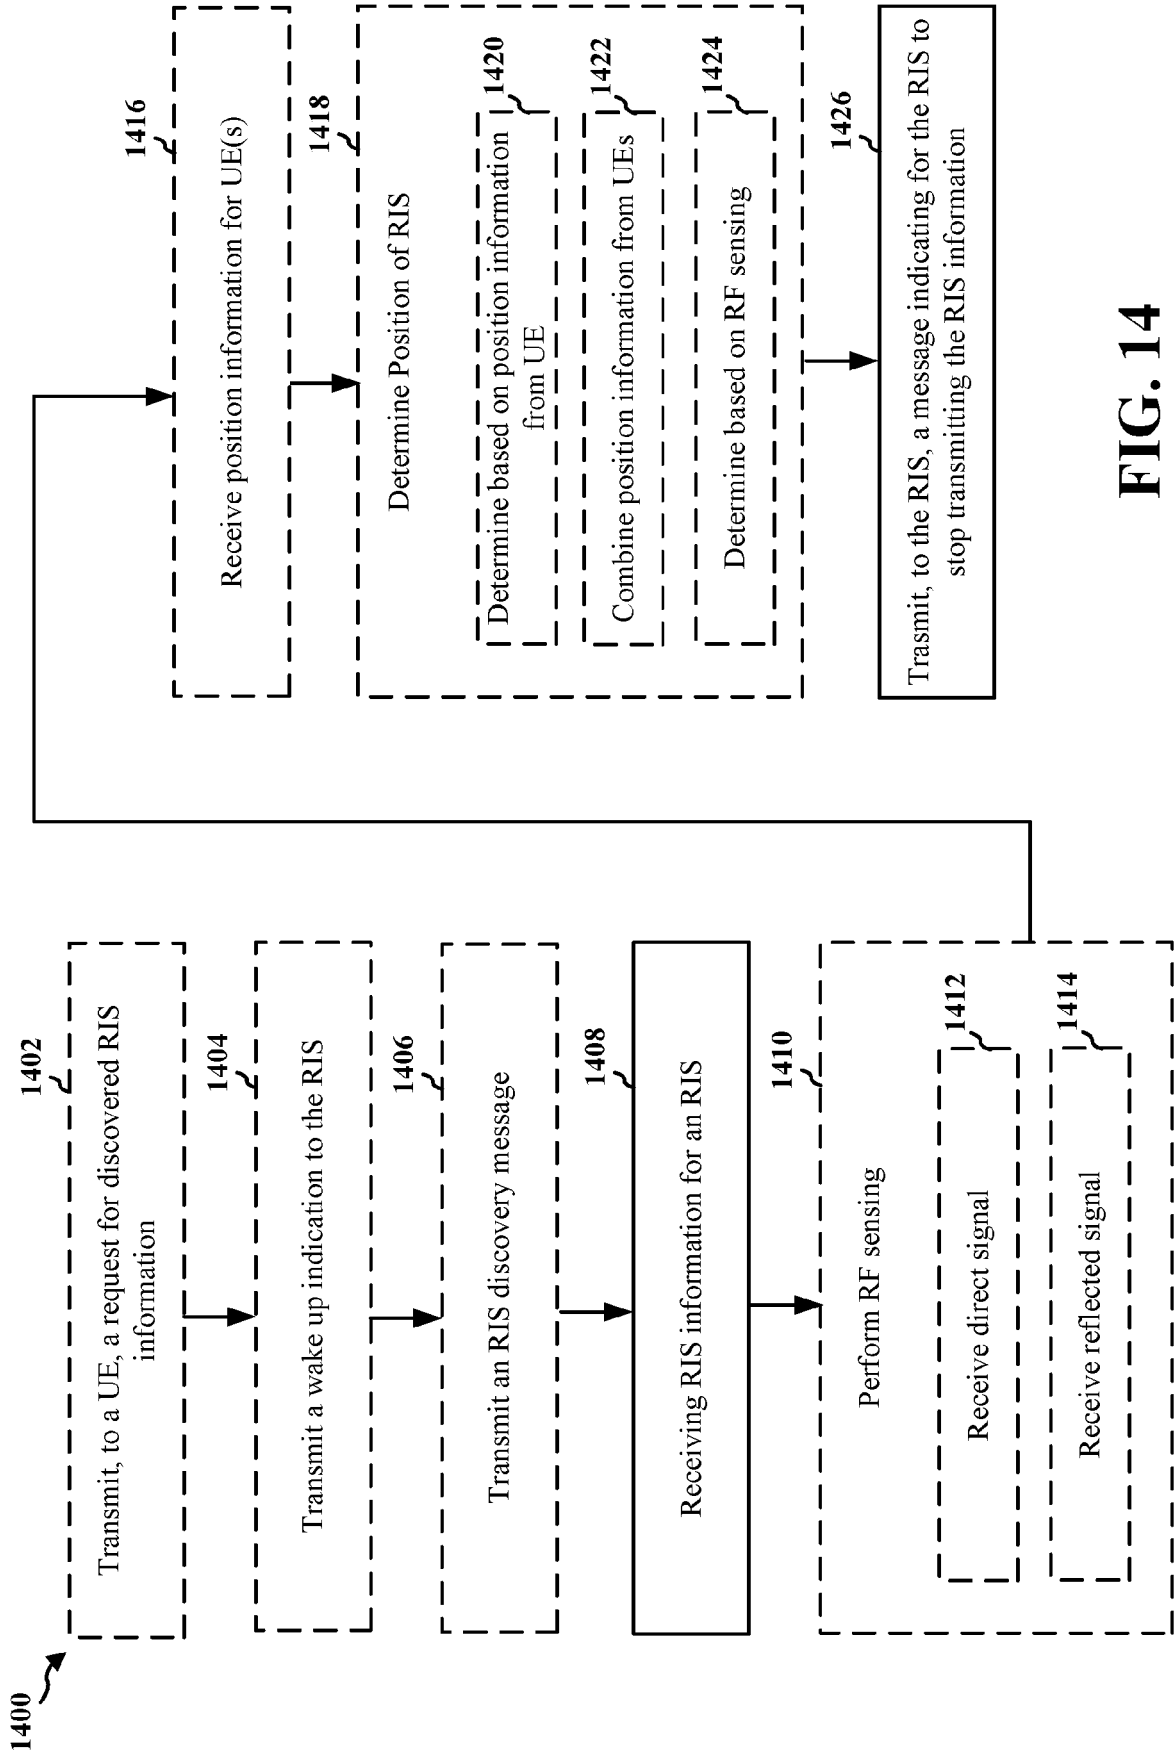 1400
1402
Transmit, to a UE, a request for discovered RIS
information
1404
Transmit a wake up indication to the RIS
1406
Transmit an RIS discovery message
1408
Receiving RIS information for an RIS
1410
Perform RF sensing
1412
Receive direct signal
1414
Receive reflected signal
1416
Receive position information for UE(s)
1418
Determine Position of RIS
1420
Determine based on position information
from UE
1422
Combine position information from UEs
1424
Determine based on RF sensing
1426
Trasmit, to the RIS, a message indicating for the RIS to
stop transmitting the RIS information
FIG. 14